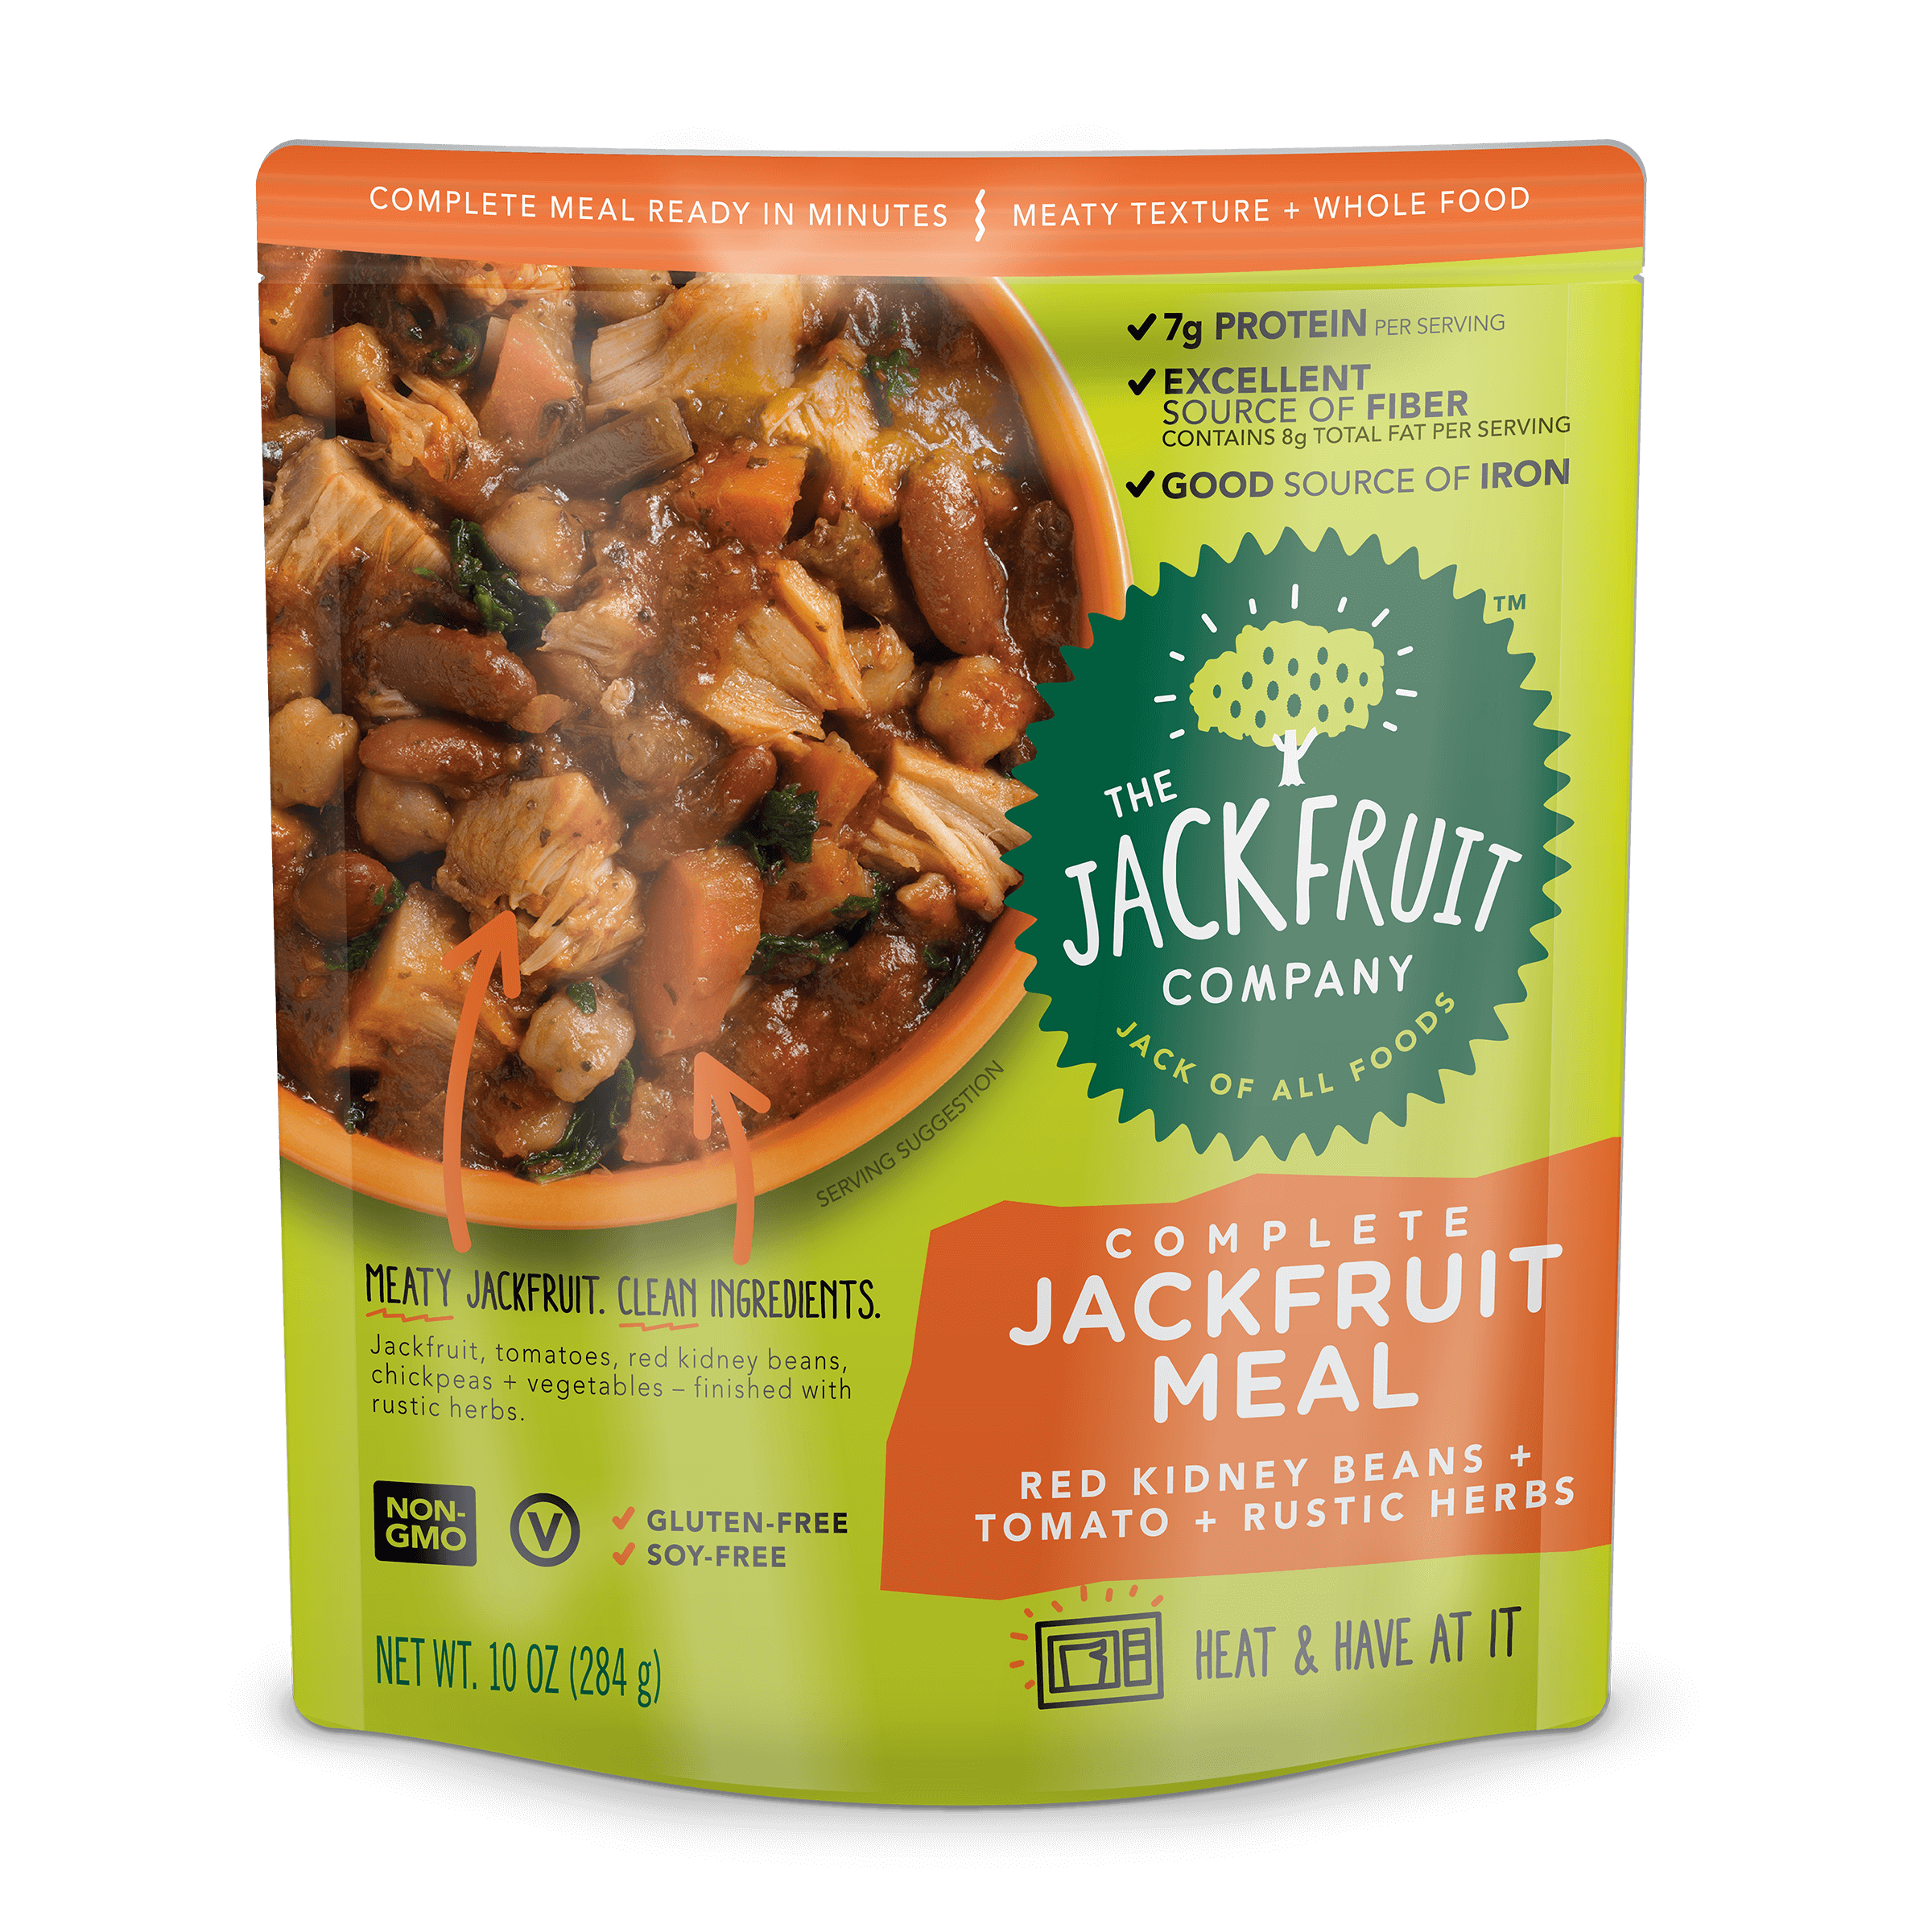 COMPLETE MEAL READY IN MINUTES MEATY TEXTURE + WHOLE FOOD
7g PROTEIN PER SERVING
EXCELLENT
SOURCE OF FIBER
CONTAINS 8g TOTAL FAT PER SERVING
GOOD SOURCE OF IRON
TM
THE
JACKFRUIT
COMPANY
JACK OF ALL FOODS
SERVING SUGGESTION
MEATY JACKFRUIT. CLEAN INGREDIENTS.
Jackfruit, tomatoes, red kidney beans,
chickpeas + vegetables – finished with
rustic herbs.
COMPLETE
JACKFRUIT
MEAL
RED KIDNEY BEANS +
TOMATO + RUSTIC HERBS
NON-
GMO
V
GLUTEN-FREE
SOY-FREE
NET WT. 10 OZ (284 g)
HEAT & HAVE AT IT